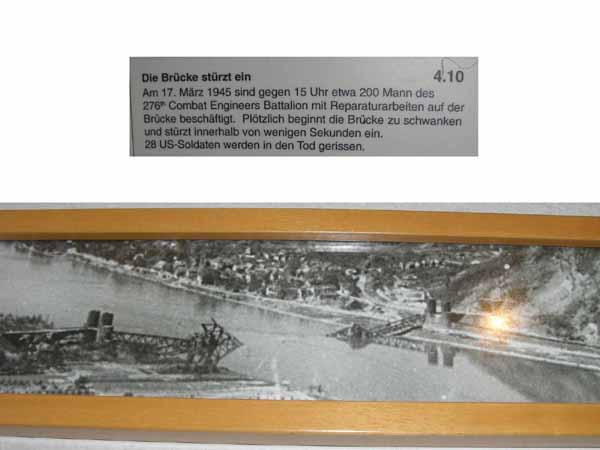 Die Brücke stürzt ein 4.10
Am 17. März 1945 sind gegen 15 Uhr etwa 200 Mann des
276th Combat Engineers Battalion mit Reparaturarbeiten auf der
Brücke beschäftigt. Plötzlich beginnt die Brücke zu schwanken
und stürzt innerhalb von wenigen Sekunden ein.
28 US-Soldaten werden in den Tod gerissen.